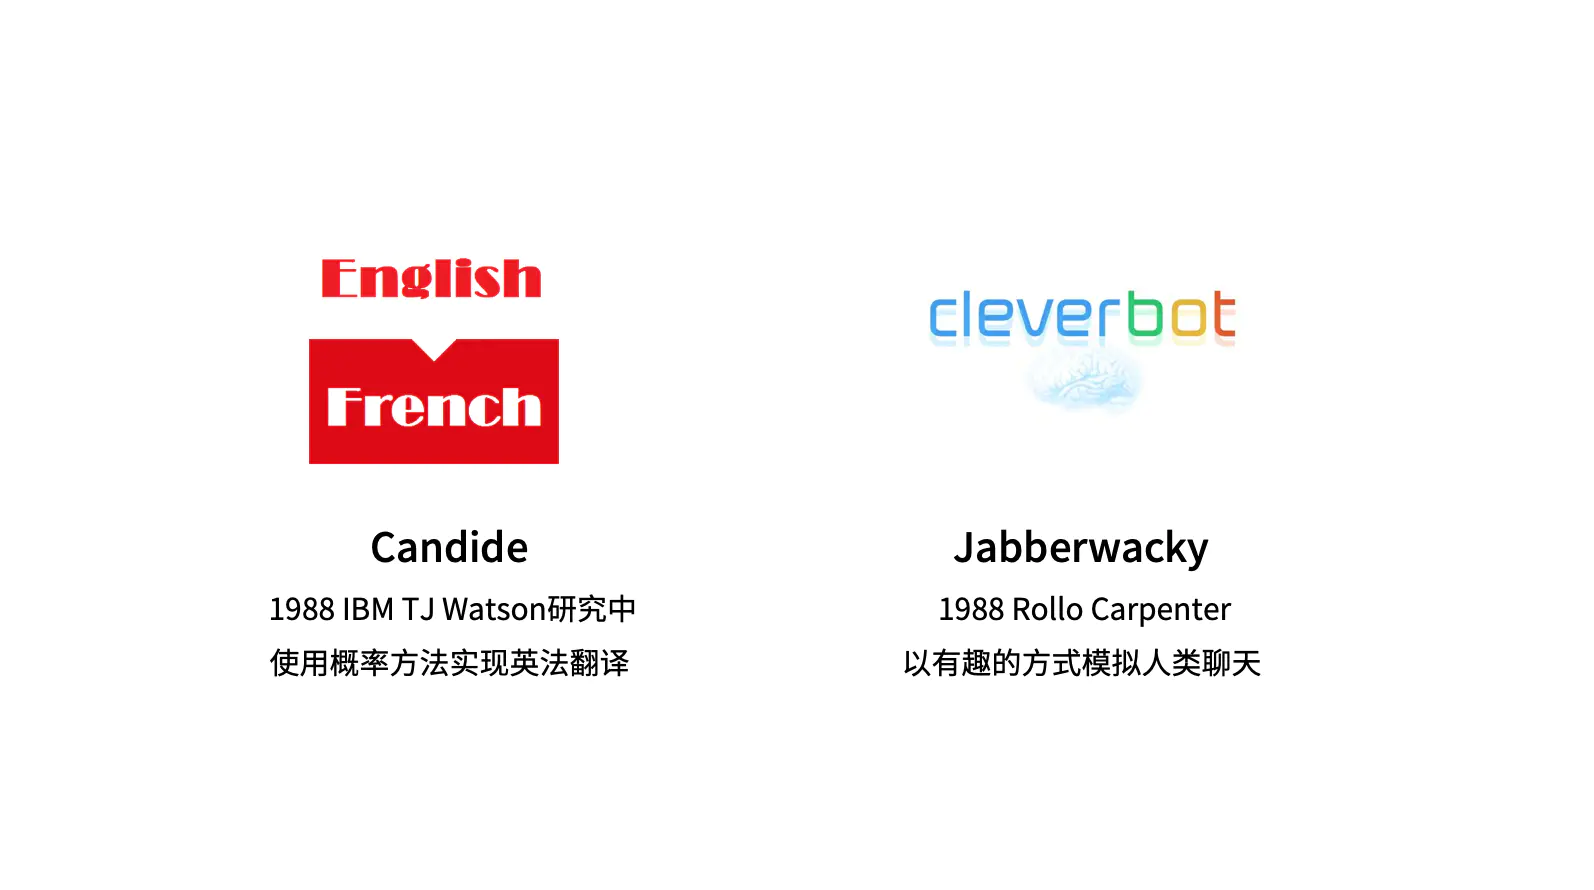 English
French
Candide
1988 IBM TJ Watson研究中
使用概率方法实现英法翻译
cleverbot
Jabberwacky
1988 Rollo Carpenter
以有趣的方式模拟人类聊天